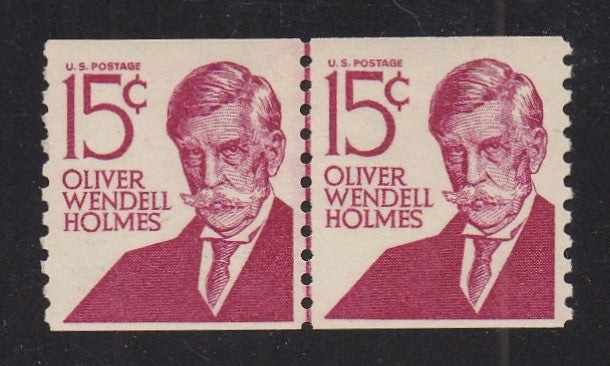 U.S. POSTAGE
15¢
OLIVER
WENDELL
HOLMES
U.S. POSTAGE
15¢
OLIVER
WENDELL
HOLMES